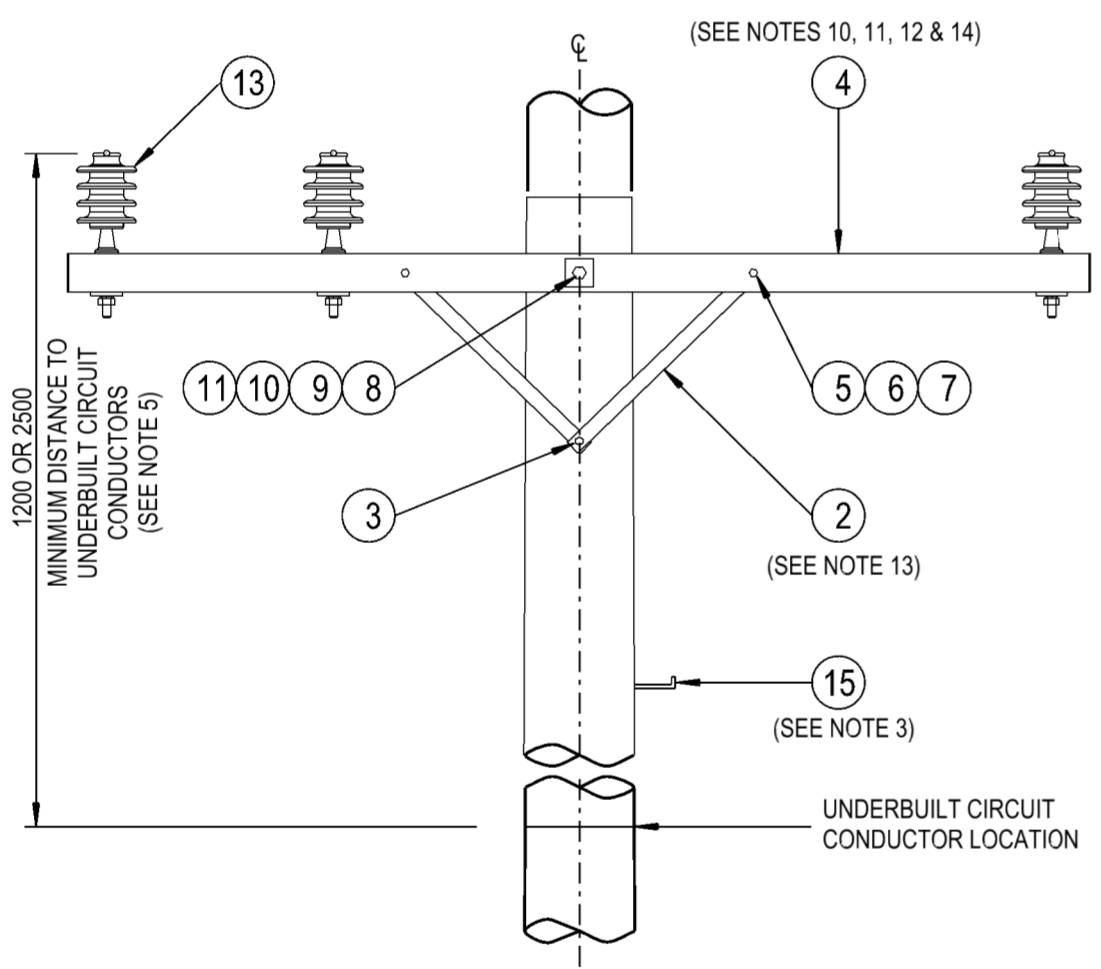 (SEE NOTES 10, 11, 12 & 14)
℄
13
4
11 10 9 8
5 6 7
1200 OR 2500
MINIMUM DISTANCE TO
UNDERBUILT CIRCUIT
CONDUCTORS
(SEE NOTE 5)
3
2
(SEE NOTE 13)
15
(SEE NOTE 3)
UNDERBUILT CIRCUIT
CONDUCTOR LOCATION